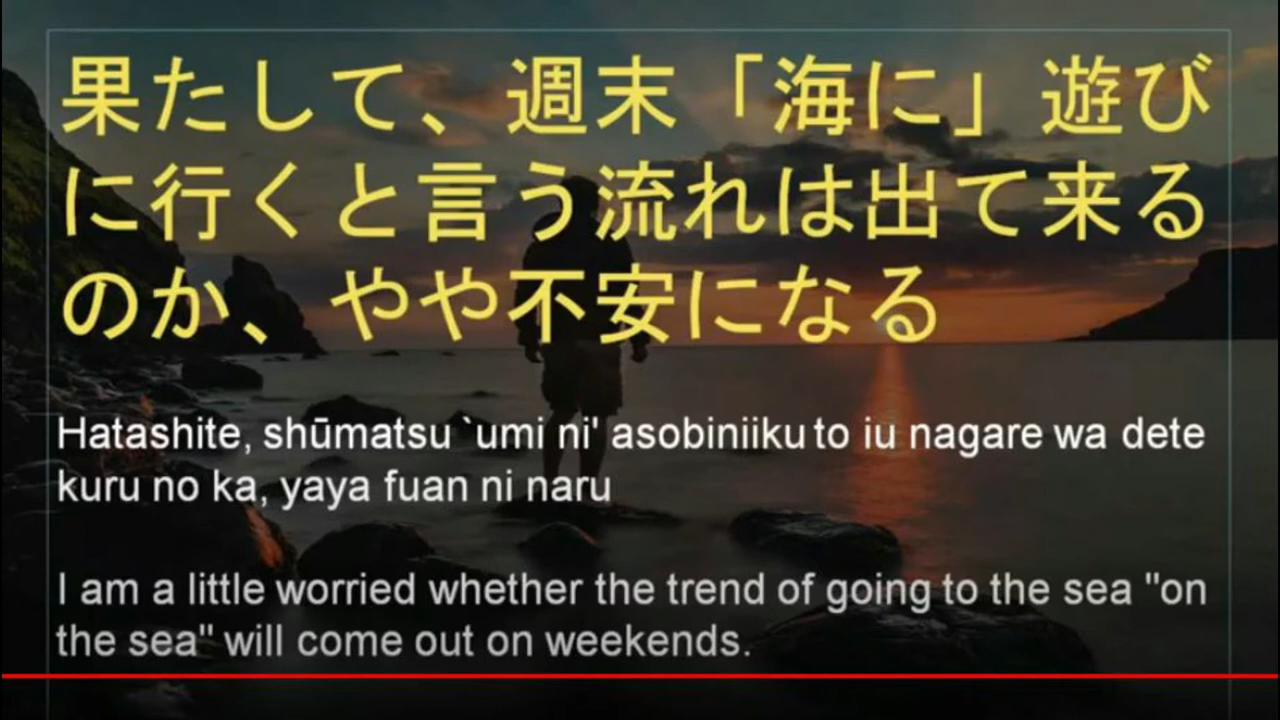 果たして、週末「海に」遊び
に行くと言う流れは出て来る
のか、やや不安になる
Hatashite, shūmatsu `umi ni' asobiniiku to iu nagare wa dete
kuru no ka, yaya fuan ni naru
I am a little worried whether the trend of going to the sea "on
the sea" will come out on weekends.